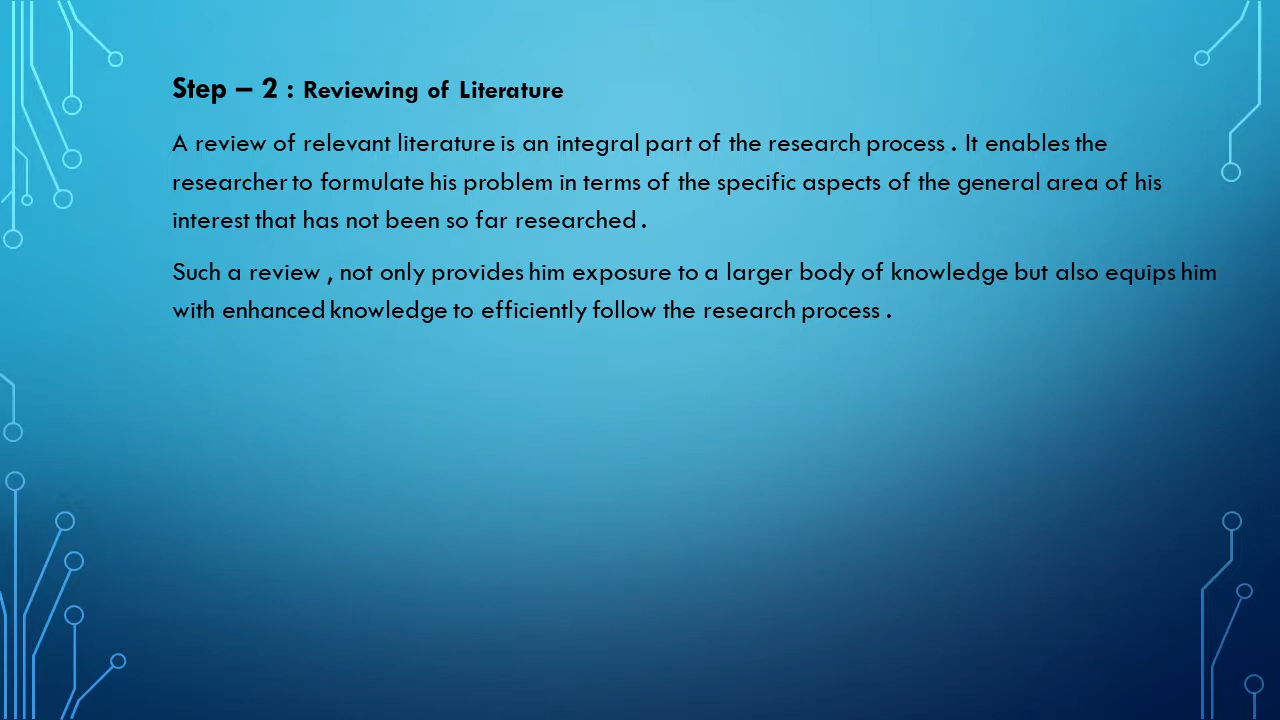 Step – 2 : Reviewing of Literature
A review of relevant literature is an integral part of the research process . It enables the
researcher to formulate his problem in terms of the specific aspects of the general area of his
interest that has not been so far researched .
Such a review , not only provides him exposure to a larger body of knowledge but also equips him
with enhanced knowledge to efficiently follow the research process .